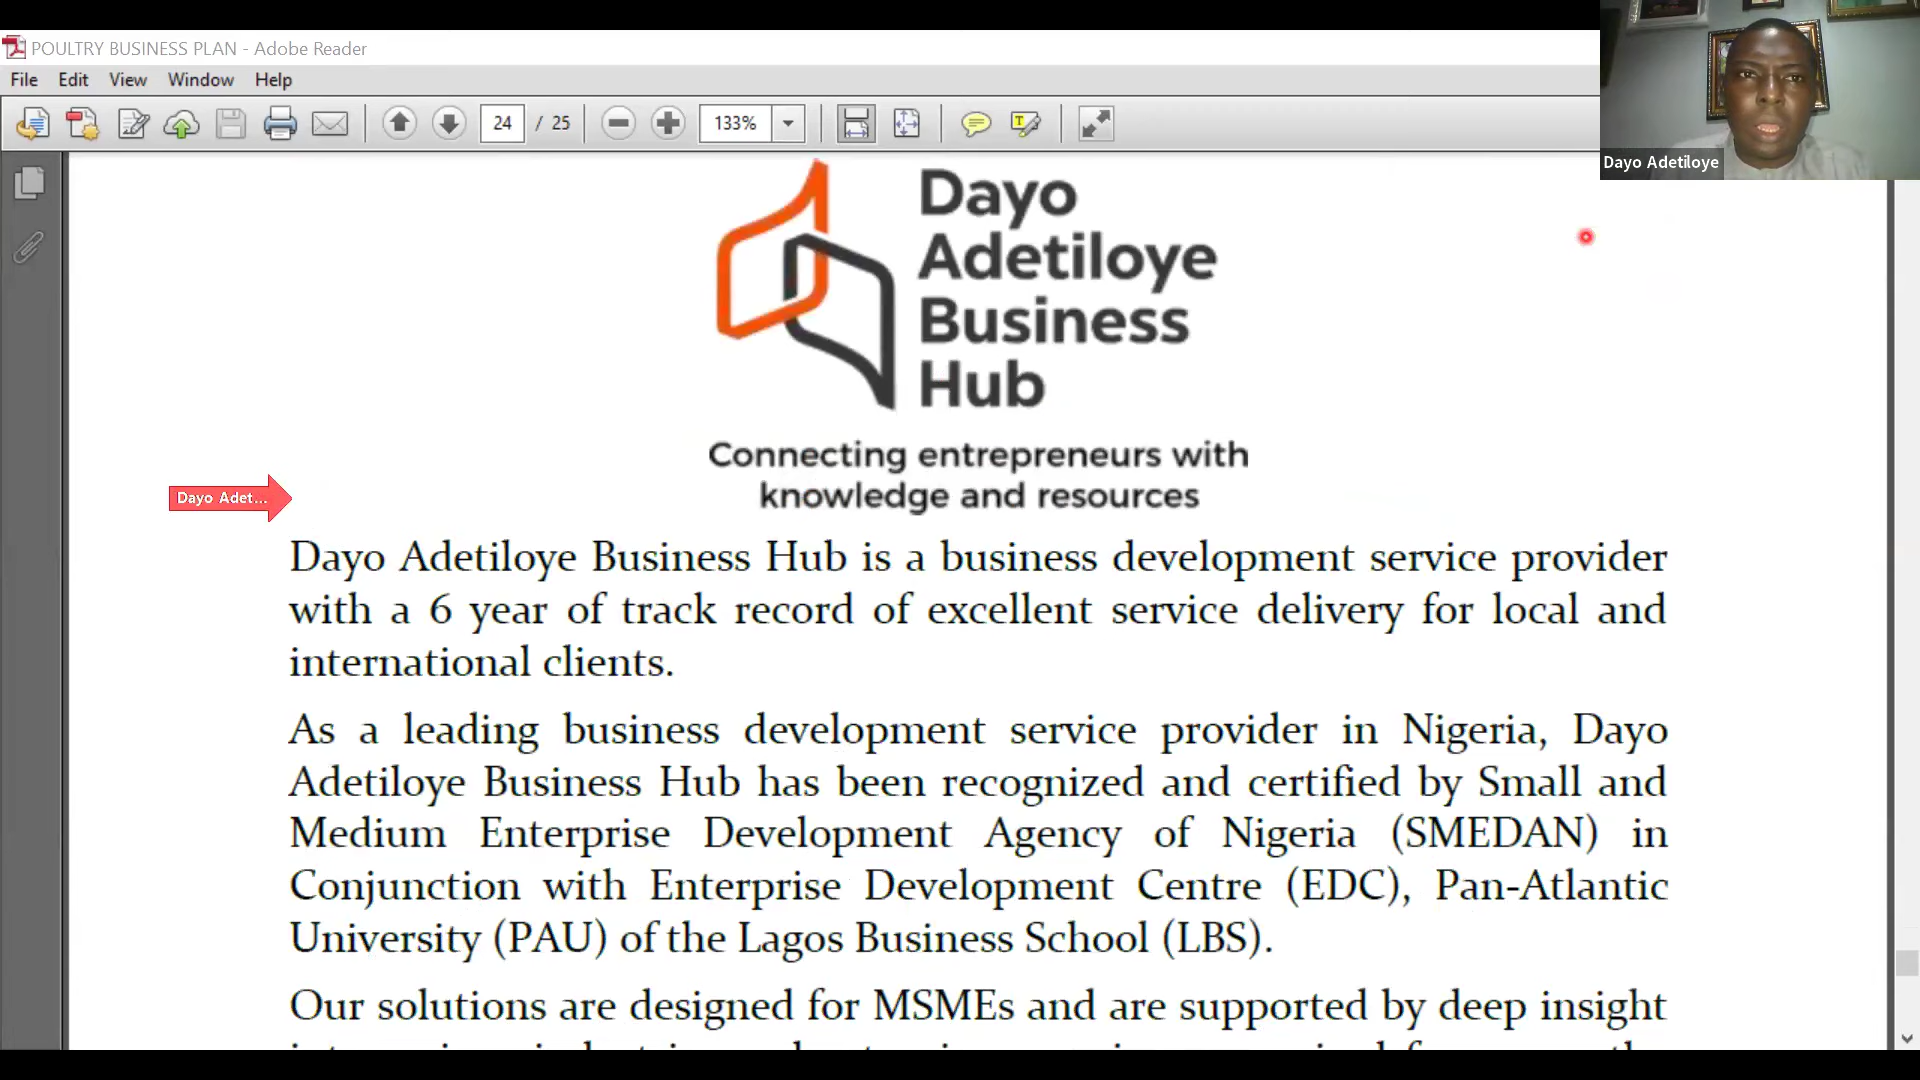 POULTRY BUSINESS PLAN - Adobe Reader
File Edit View Window Help
24 / 25 133%
Dayo Adetiloye
Dayo
Adetiloye
Business
Hub
Connecting entrepreneurs with
knowledge and resources
Dayo Adet...
Dayo Adetiloye Business Hub is a business development service provider
with a 6 year of track record of excellent service delivery for local and
international clients.
As a leading business development service provider in Nigeria, Dayo
Adetiloye Business Hub has been recognized and certified by Small and
Medium Enterprise Development Agency of Nigeria (SMEDAN) in
Conjunction with Enterprise Development Centre (EDC), Pan-Atlantic
University (PAU) of the Lagos Business School (LBS).
Our solutions are designed for MSMEs and are supported by deep insight